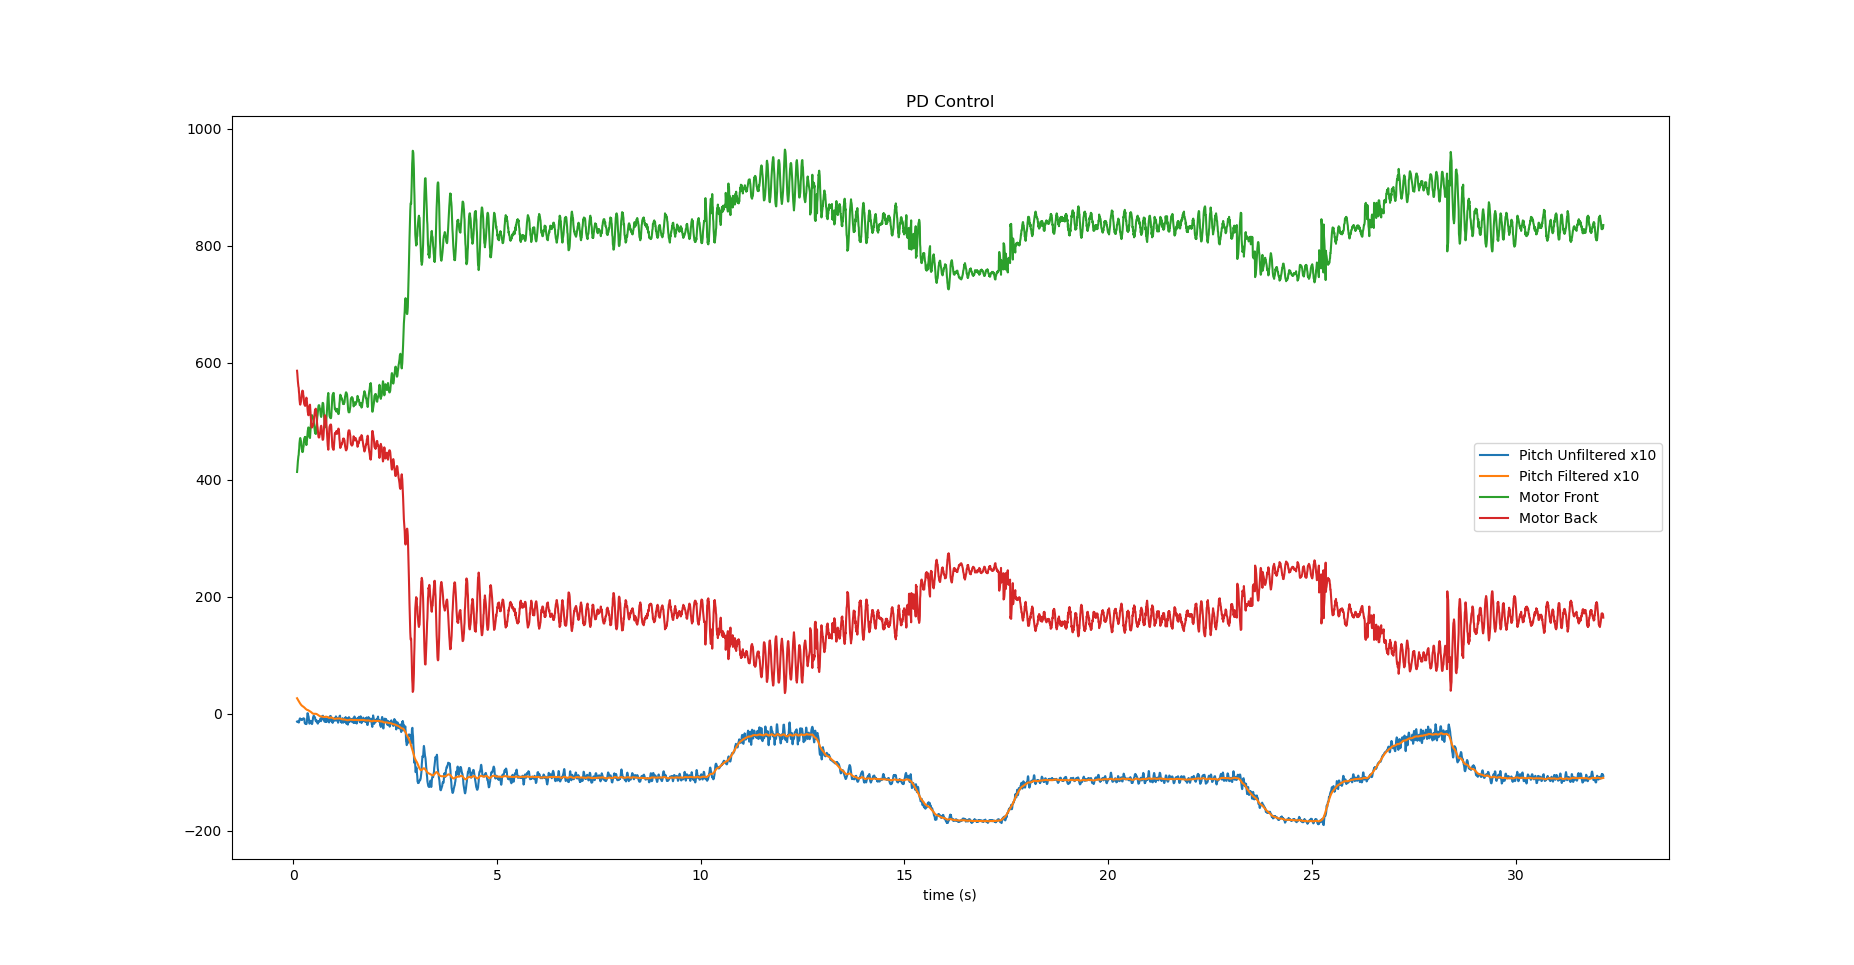 PD Control
1000
800
600
400
200
0
−200
0 5 10 15 20 25 30
time (s)
Pitch Unfiltered x10
Pitch Filtered x10
Motor Front
Motor Back